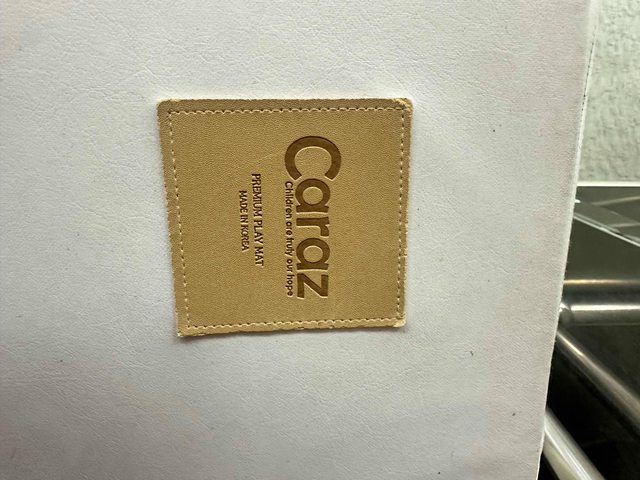 Caraz
Children are truly our hope
PREMIUM PLAY MAT
MADE IN KOREA